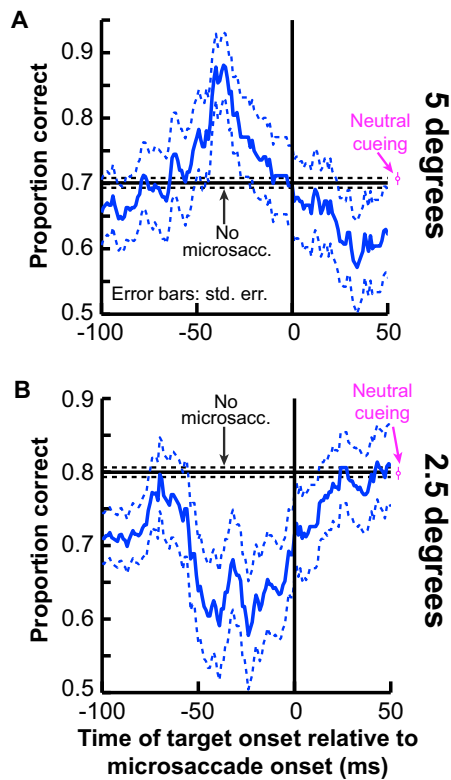 A
Proportion correct
0.9
0.8
0.7
0.6
0.5
-100
-50
0
50
No
microsacc.
Error bars: std. err.
Neutral
cueing
5 degrees
B
Proportion correct
0.9
0.8
0.7
0.6
0.5
-100
-50
0
50
No
microsacc.
Neutral
cueing
2.5 degrees
Time of target onset relative to
microsaccade onset (ms)